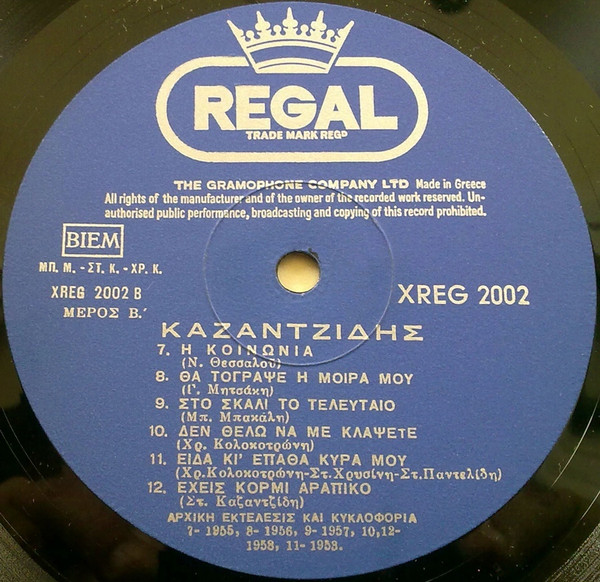 REGAL
TRADE MARK REGD
THE GRAMOPHONE COMPANY LTD Made in Greece
All rights of the manufacturer and of the owner of the recorded work reserved. Un-
authorised public performance, broadcasting and copying of this record prohibited.
BIEM
ΜΠ. Μ. - ΣΤ. Κ. - ΧΡ. Κ.
XREG 2002 B
ΜΕΡΟΣ Β.'
XREG 2002
ΚΑΖΑΝΤΖΙΔΗΣ
7. Η ΚΟΙΝΩΝΙΑ
(Ν. Θεσσαλού)
8. ΘΑ ΤΟΓΡΑΨΕ Η ΜΟΙΡΑ ΜΟΥ
(Γ. Μητσάκη)
9. ΣΤΟ ΣΚΑΛΙ ΤΟ ΤΕΛΕΥΤΑΙΟ
(Μπ. Μπακάλη)
10. ΔΕΝ ΘΕΛΩ ΝΑ ΜΕ ΚΛΑΨΕΤΕ
(Χρ. Κολοκοτρώνη)
11. ΕΙΔΑ ΚΙ' ΕΠΑΘΑ ΚΥΡΑ ΜΟΥ
(Χρ.Κολοκοτρώνη-Στ.Χρυσίνη-Στ.Παντελίδη)
12. ΕΧΕΙΣ ΚΟΡΜΙ ΑΡΑΠΙΚΟ
(Στ. Καζαντζίδη)
ΑΡΧΙΚΗ ΕΚΤΕΛΕΣΙΣ ΚΑΙ ΚΥΚΛΟΦΟΡΙΑ
7- 1955, 8- 1956, 9- 1957, 10,12-
1958, 11- 1953.